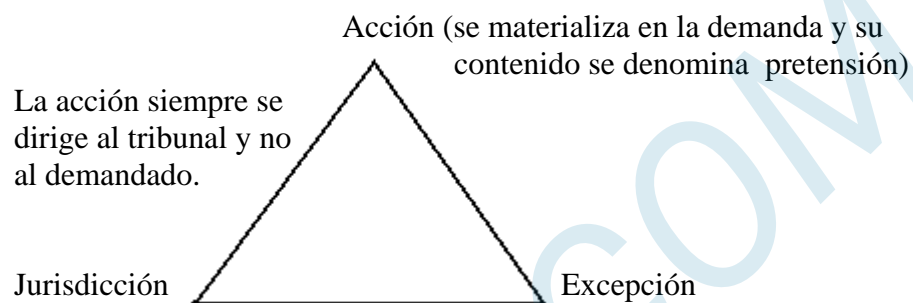 Acción (se materializa en la demanda y su
contenido se denomina pretensión)
La acción siempre se
dirige al tribunal y no
al demandado.
Jurisdicción
Excepción
COM